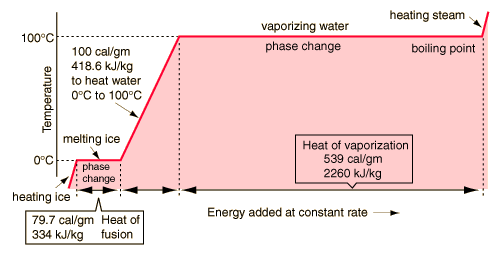 heating steam
vaporizing water
100°C
phase change
boiling point
100 cal/gm
418.6 kJ/kg
to heat water
0°C to 100°C
Temperature
melting ice
Heat of vaporization
539 cal/gm
2260 kJ/kg
0°C
phase
change
heating ice
Energy added at constant rate
79.7 cal/gm Heat of
334 kJ/kg fusion